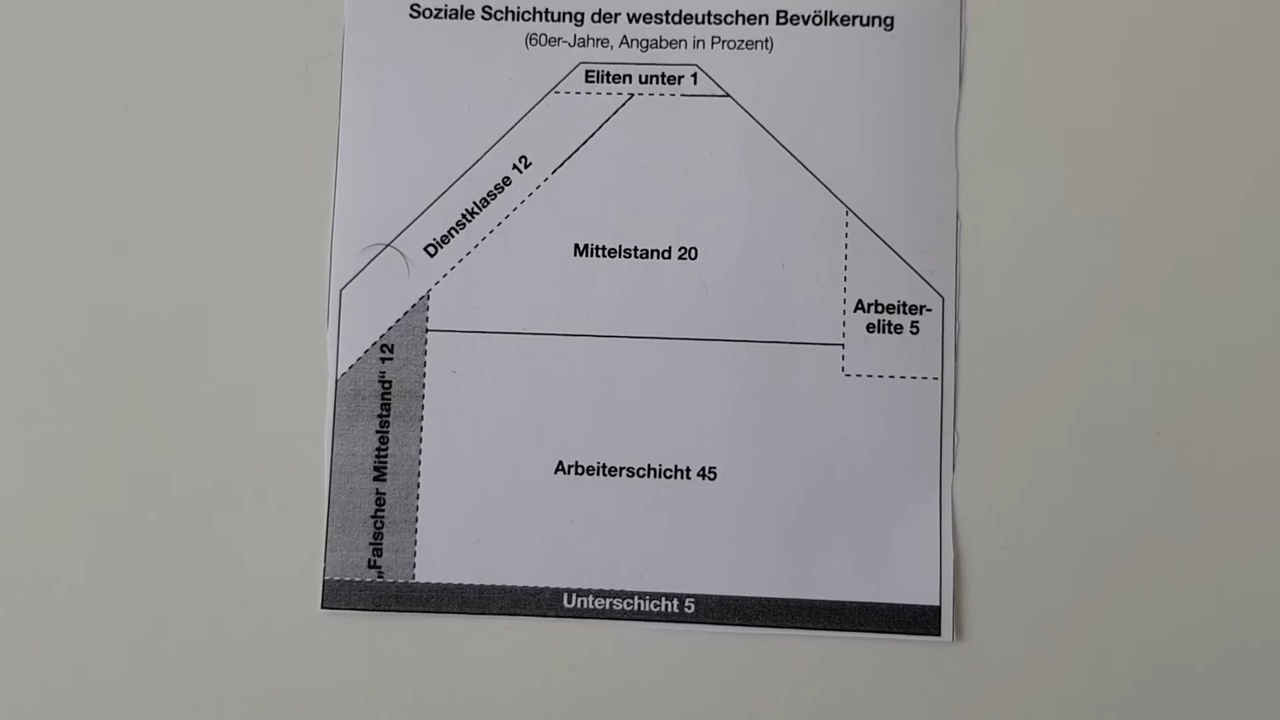 Soziale Schichtung der westdeutschen Bevölkerung
(60er-Jahre, Angaben in Prozent)
Eliten unter 1
Dienstklasse 12
Mittelstand 20
Arbeiter-
elite 5
„Falscher Mittelstand“ 12
Arbeiterschicht 45
Unterschicht 5